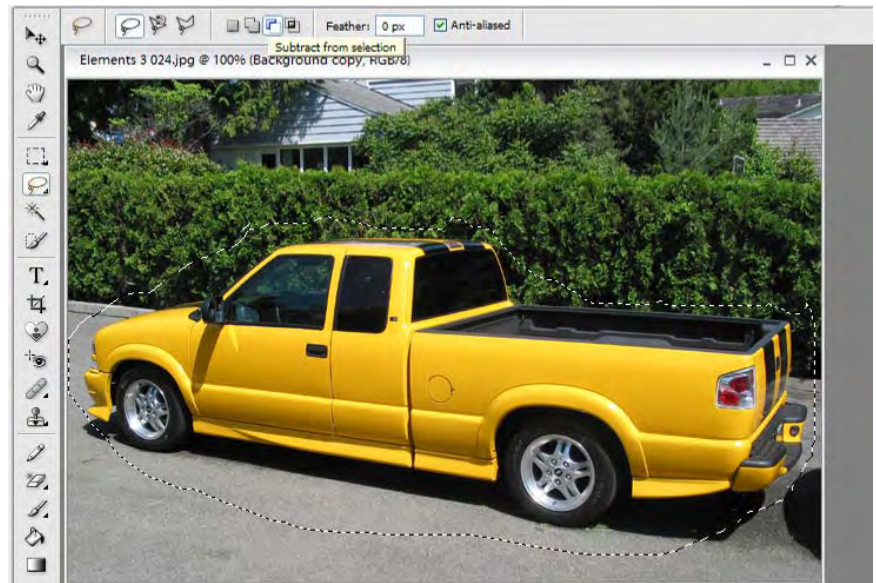 Feather: 0 px Anti-aliased
Subtract from selection
Elements 3 024.jpg @ 100% (Background copy, RGB/8)
T